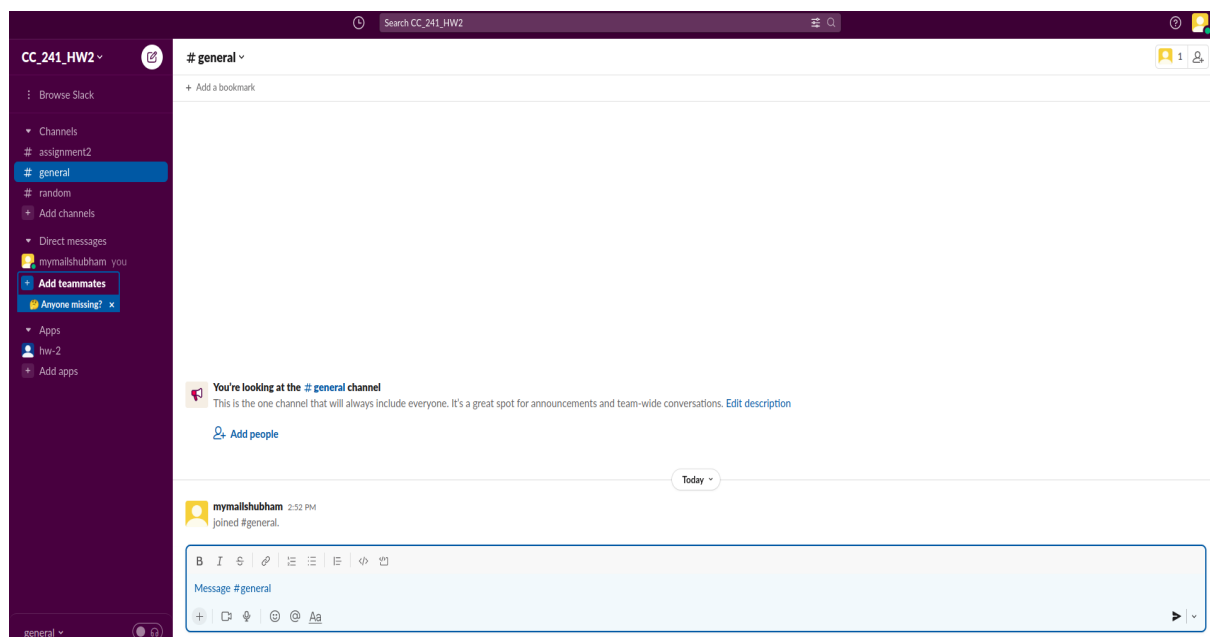 Search CC_241_HW2
CC_241_HW2
Browse Slack
Channels
# assignment2
# general
# random
+ Add channels
Direct messages
mymailshubham you
+ Add teammates
🤔 Anyone missing? ×
Apps
hw-2
+ Add apps
general
# general
1
+ Add a bookmark
You're looking at the # general channel
This is the one channel that will always include everyone. It's a great spot for announcements and team-wide conversations. Edit description
Add people
Today
mymailshubham 2:52 PM
joined #general.
B I S
Message #general
+ @ Aa